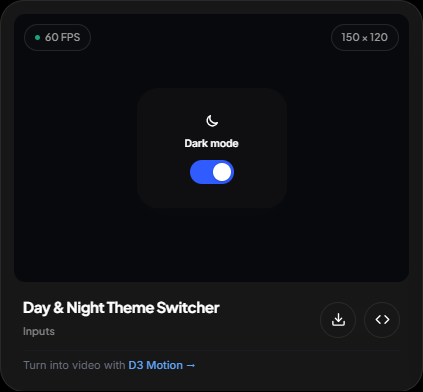 60 FPS
150 × 120
Dark mode
Day & Night Theme Switcher
Inputs
Turn into video with D3 Motion →